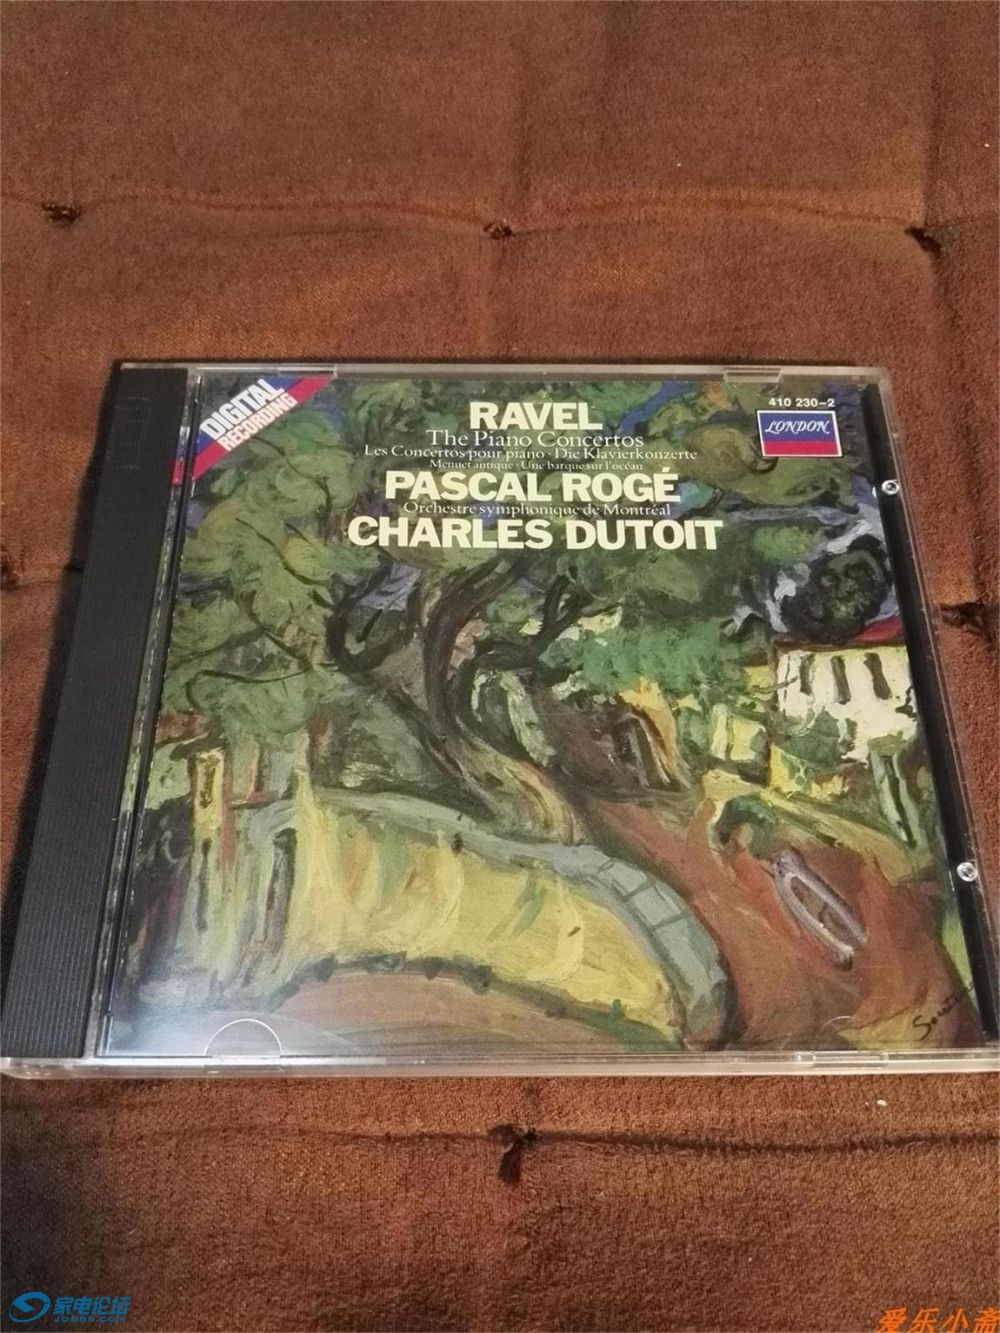 DIGITAL
RECORDING
410 230-2
LONDON
RAVEL
The Piano Concertos
Les Concertos pour piano · Die Klavierkonzerte
Menuet antique · Une barque sur l'océan
PASCAL ROGÉ
Orchestre symphonique de Montréal
CHARLES DUTOIT
家电论坛
JDBBS.COM
爱乐小斋